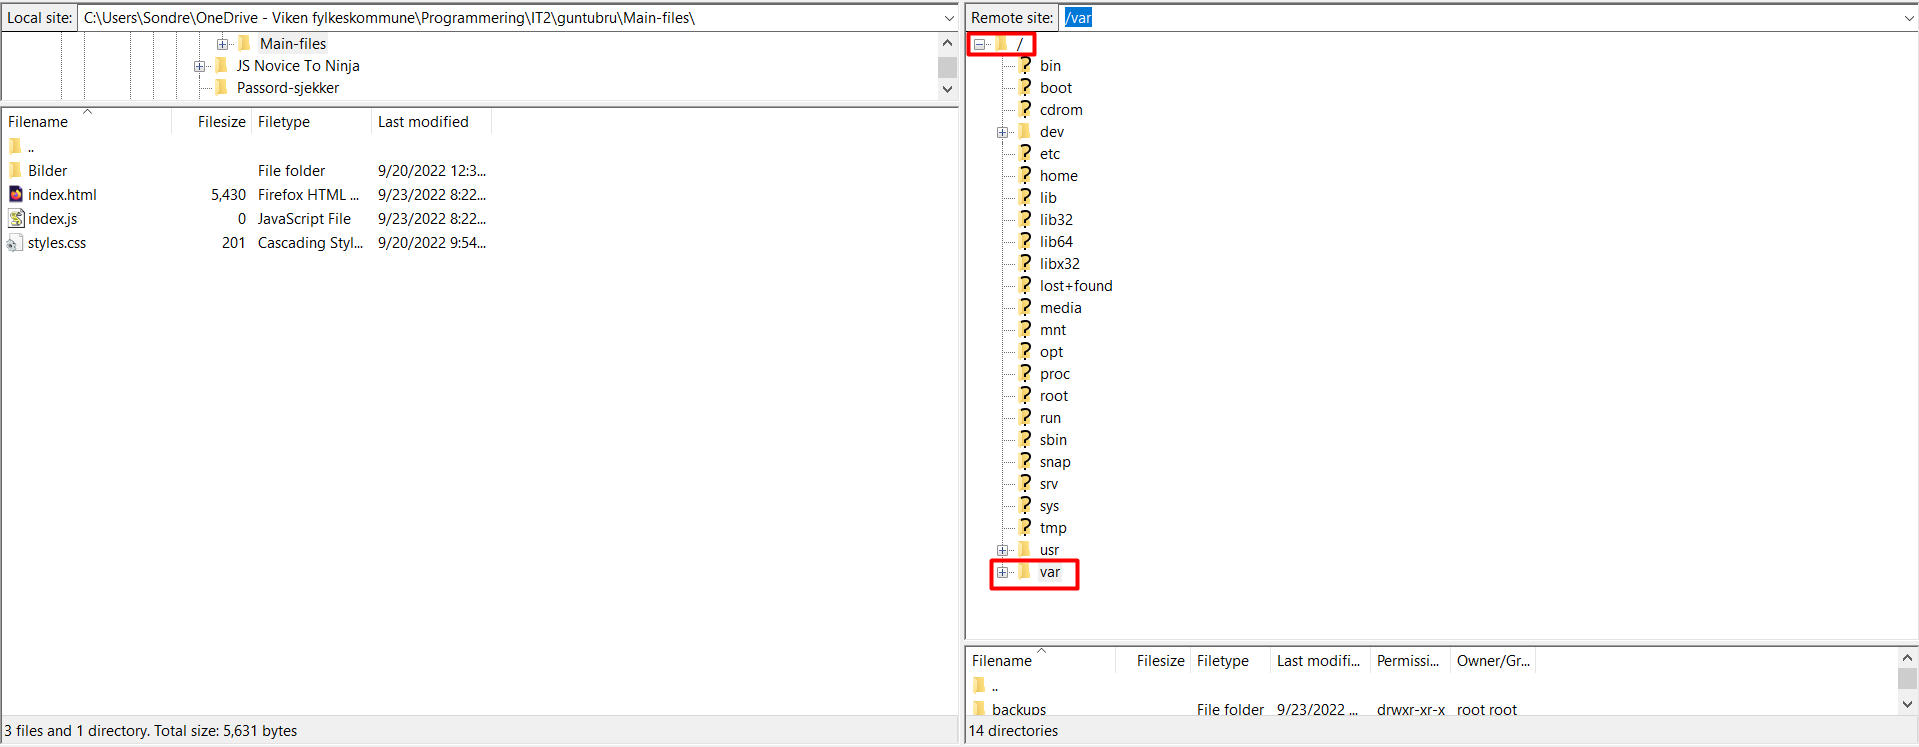 Local site: C:\Users\Sondre\OneDrive - Viken fylkeskommune\Programmering\IT2\guntubru\Main-files\
Main-files
JS Novice To Ninja
Passord-sjekker
Filename Filesize Filetype Last modified
..
Bilder File folder 9/20/2022 12:3...
index.html 5,430 Firefox HTML ... 9/23/2022 8:22...
index.js 0 JavaScript File 9/23/2022 8:22...
styles.css 201 Cascading Styl... 9/20/2022 9:54...
3 files and 1 directory. Total size: 5,631 bytes
Remote site: /var
/
bin
boot
cdrom
dev
etc
home
lib
lib32
lib64
libx32
lost+found
media
mnt
opt
proc
root
run
sbin
snap
srv
sys
tmp
usr
var
Filename Filesize Filetype Last modifi... Permissi... Owner/Gr...
..
backups File folder 9/23/2022 ... drwxr-xr-x root root
14 directories